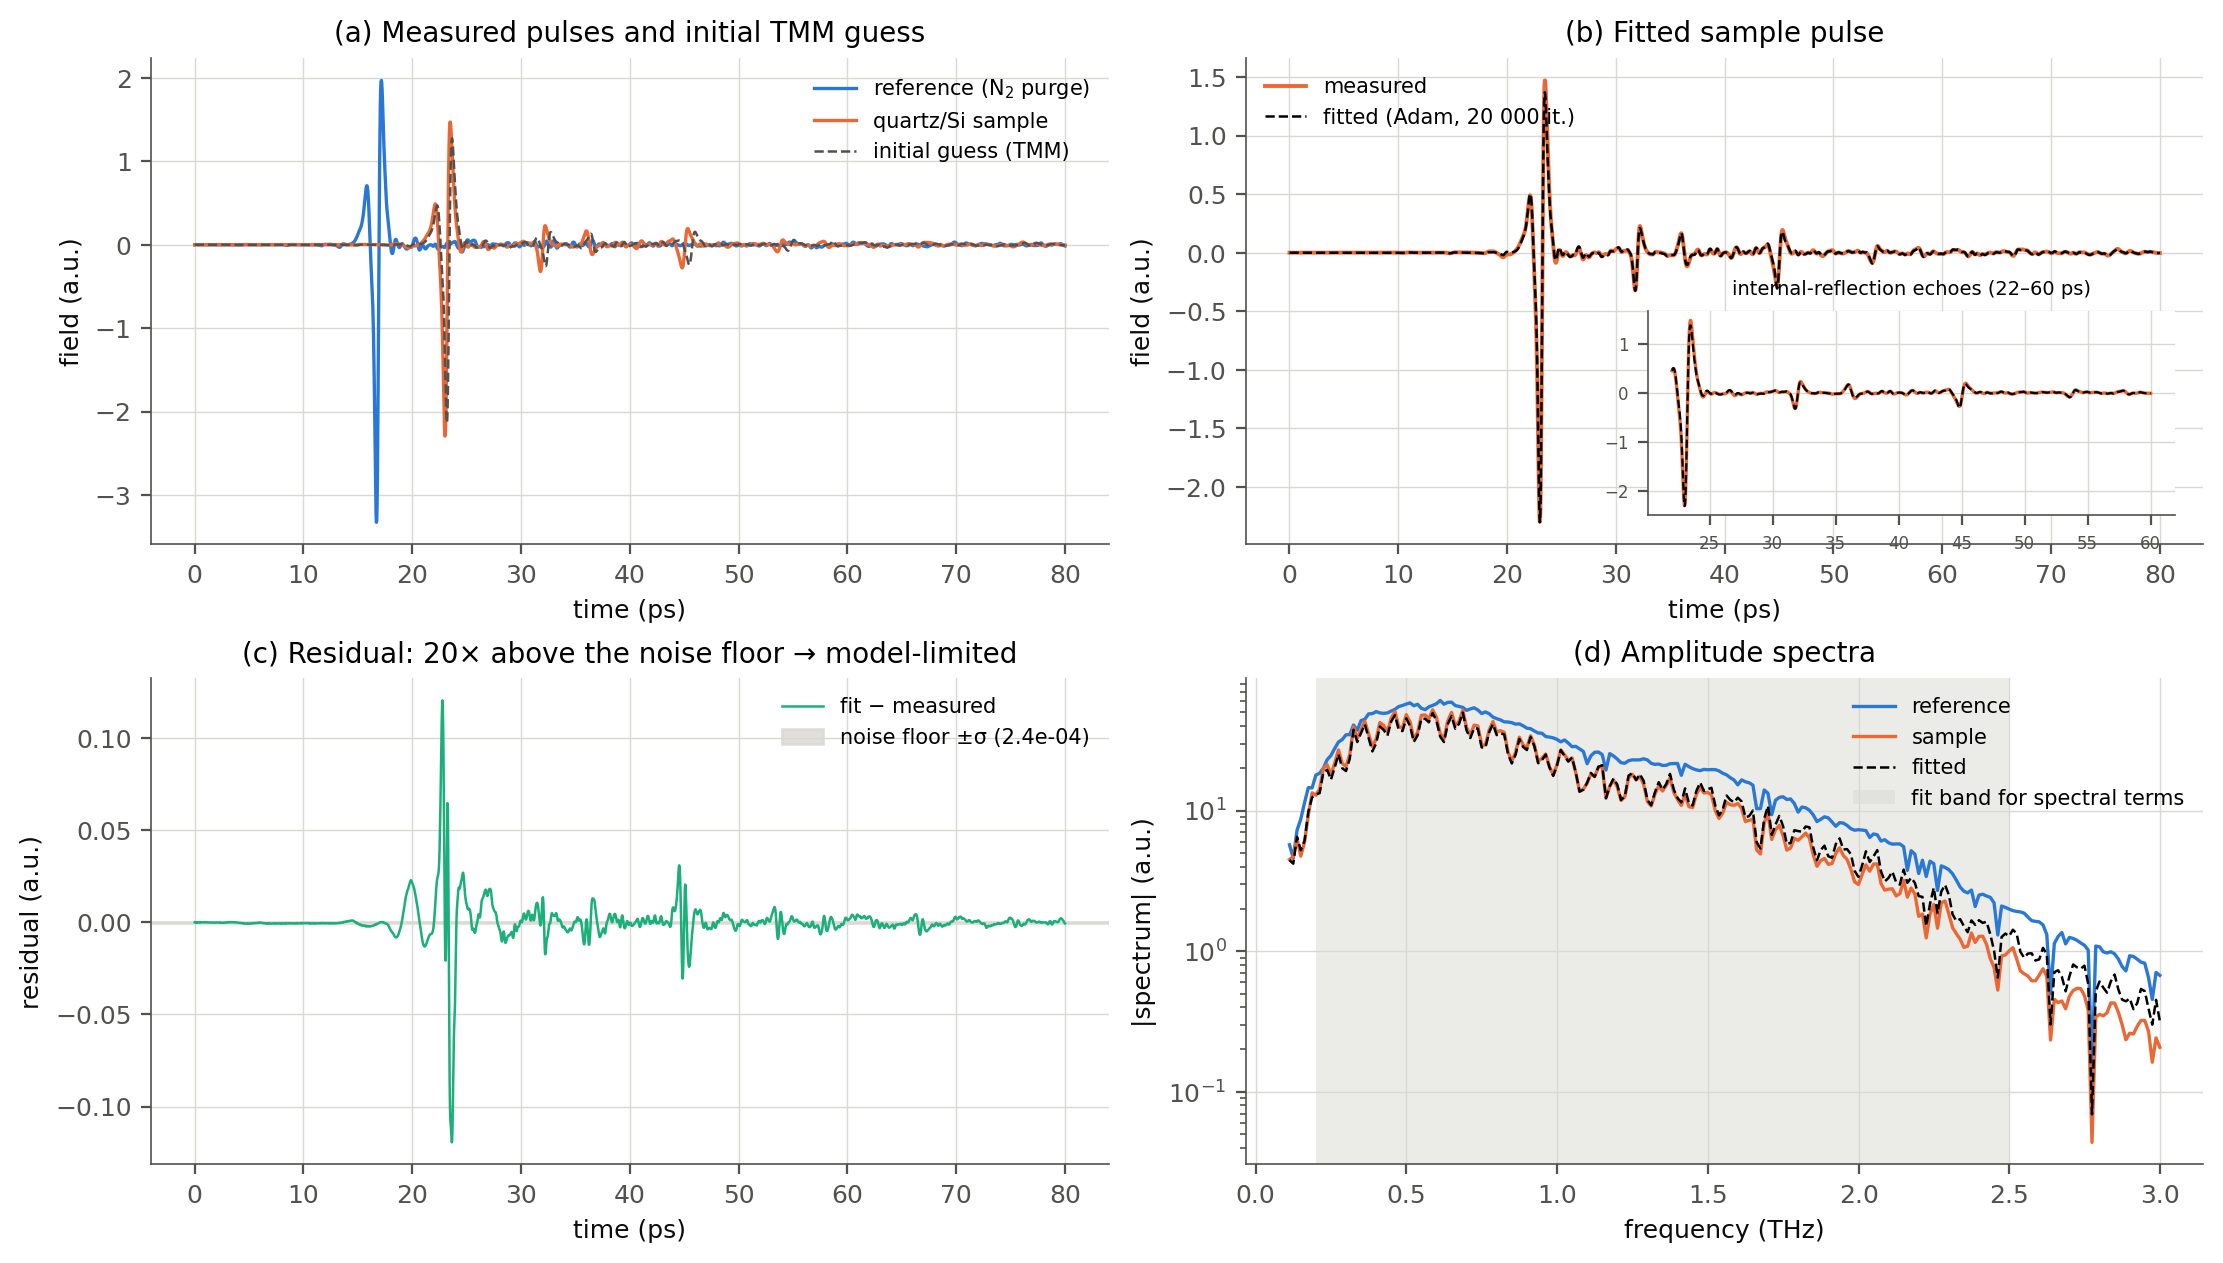 (a) Measured pulses and initial TMM guess
reference (N₂ purge)
quartz/Si sample
initial guess (TMM)
field (a.u.)
2
1
0
−1
−2
−3
0 10 20 30 40 50 60 70 80
time (ps)
(b) Fitted sample pulse
measured
fitted (Adam, 20 000 it.)
field (a.u.)
1.5
1.0
0.5
0.0
−0.5
−1.0
−1.5
−2.0
internal-reflection echoes (22–60 ps)
1
0
−1
−2
25 30 35 40 45 50 55 60
0 10 20 30 40 50 60 70 80
time (ps)
(c) Residual: 20× above the noise floor → model-limited
fit − measured
noise floor ±σ (2.4e-04)
residual (a.u.)
0.10
0.05
0.00
−0.05
−0.10
0 10 20 30 40 50 60 70 80
time (ps)
(d) Amplitude spectra
reference
sample
fitted
fit band for spectral terms
|spectrum| (a.u.)
10¹
10⁰
10⁻¹
0.0 0.5 1.0 1.5 2.0 2.5 3.0
frequency (THz)